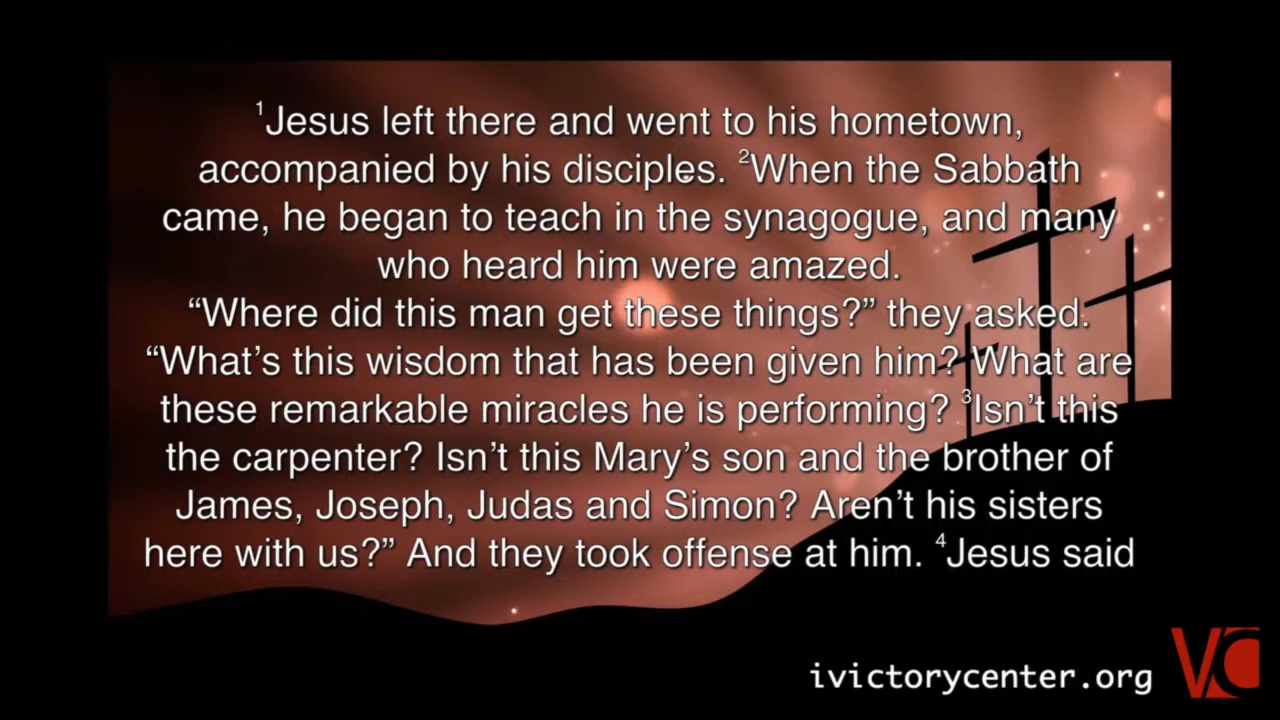 ¹Jesus left there and went to his hometown,
accompanied by his disciples. ²When the Sabbath
came, he began to teach in the synagogue, and many
who heard him were amazed.
“Where did this man get these things?” they asked.
“What’s this wisdom that has been given him? What are
these remarkable miracles he is performing? ³Isn’t this
the carpenter? Isn’t this Mary’s son and the brother of
James, Joseph, Judas and Simon? Aren’t his sisters
here with us?” And they took offense at him. ⁴Jesus said
ivictorycenter.org
VC